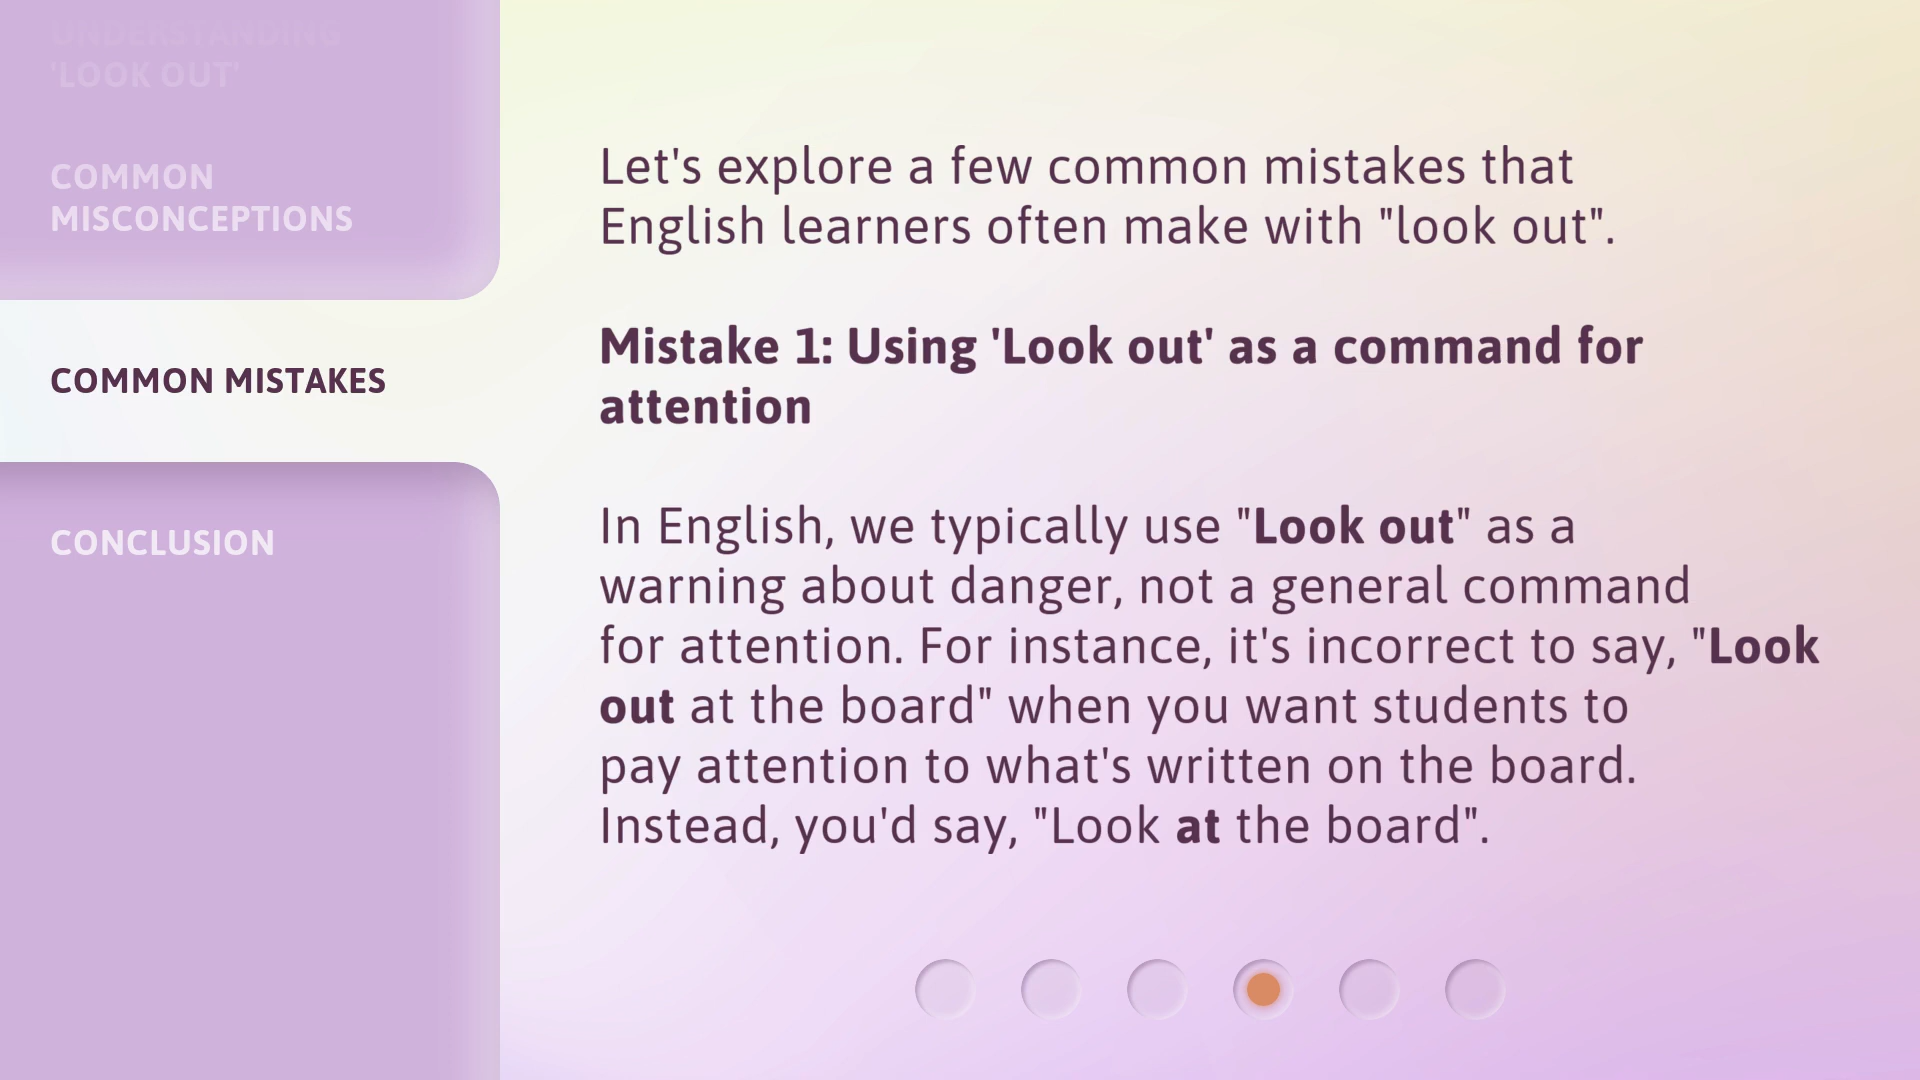 UNDERSTANDING
'LOOK OUT'
COMMON
MISCONCEPTIONS
COMMON MISTAKES
CONCLUSION
Let's explore a few common mistakes that
English learners often make with "look out".
Mistake 1: Using 'Look out' as a command for
attention
In English, we typically use "Look out" as a
warning about danger, not a general command
for attention. For instance, it's incorrect to say, "Look
out at the board" when you want students to
pay attention to what's written on the board.
Instead, you'd say, "Look at the board".